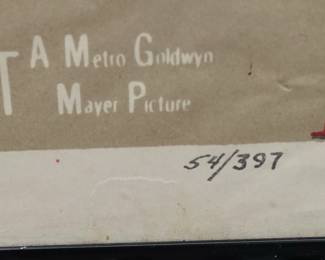 A Metro Goldwyn
Mayer Picture
54/397